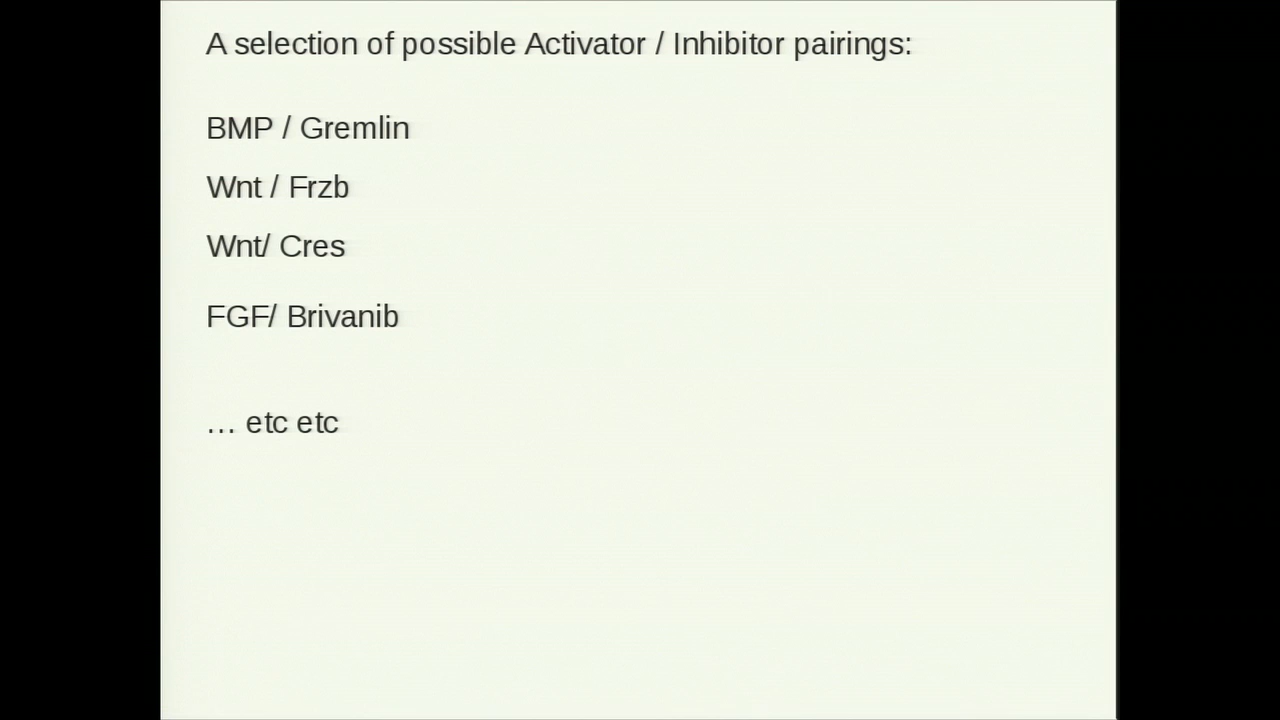 A selection of possible Activator / Inhibitor pairings:
BMP / Gremlin
Wnt / Frzb
Wnt/ Cres
FGF/ Brivanib
… etc etc